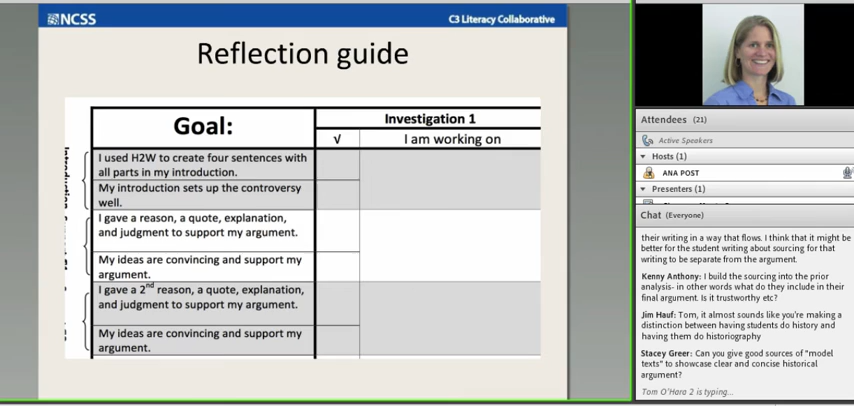 NCSS
C3 Literacy Collaborative
Reflection guide
Goal:
Investigation 1
√
I am working on
I used H2W to create four sentences with
all parts in my introduction.
My introduction sets up the controversy
well.
I gave a reason, a quote, explanation,
and judgment to support my argument.
My ideas are convincing and support my
argument.
I gave a 2nd reason, a quote, explanation,
and judgment to support my argument.
My ideas are convincing and support my
argument.
Attendees (21)
Active Speakers
Hosts (1)
ANA POST
Presenters (1)
Chat (Everyone)
their writing in a way that flows. I think that it might be
better for the student writing about sourcing for that
writing to be separate from the argument.
Kenny Anthony: I build the sourcing into the prior
analysis- in other words what do they include in their
final argument. Is it trustworthy etc?
Jim Hauf: Tom, it almost sounds like you're making a
distinction between having students do history and
having them do historiography
Stacey Greer: Can you give good sources of "model
texts" to showcase clear and concise historical
argument?
Tom O'Hara 2 is typing...